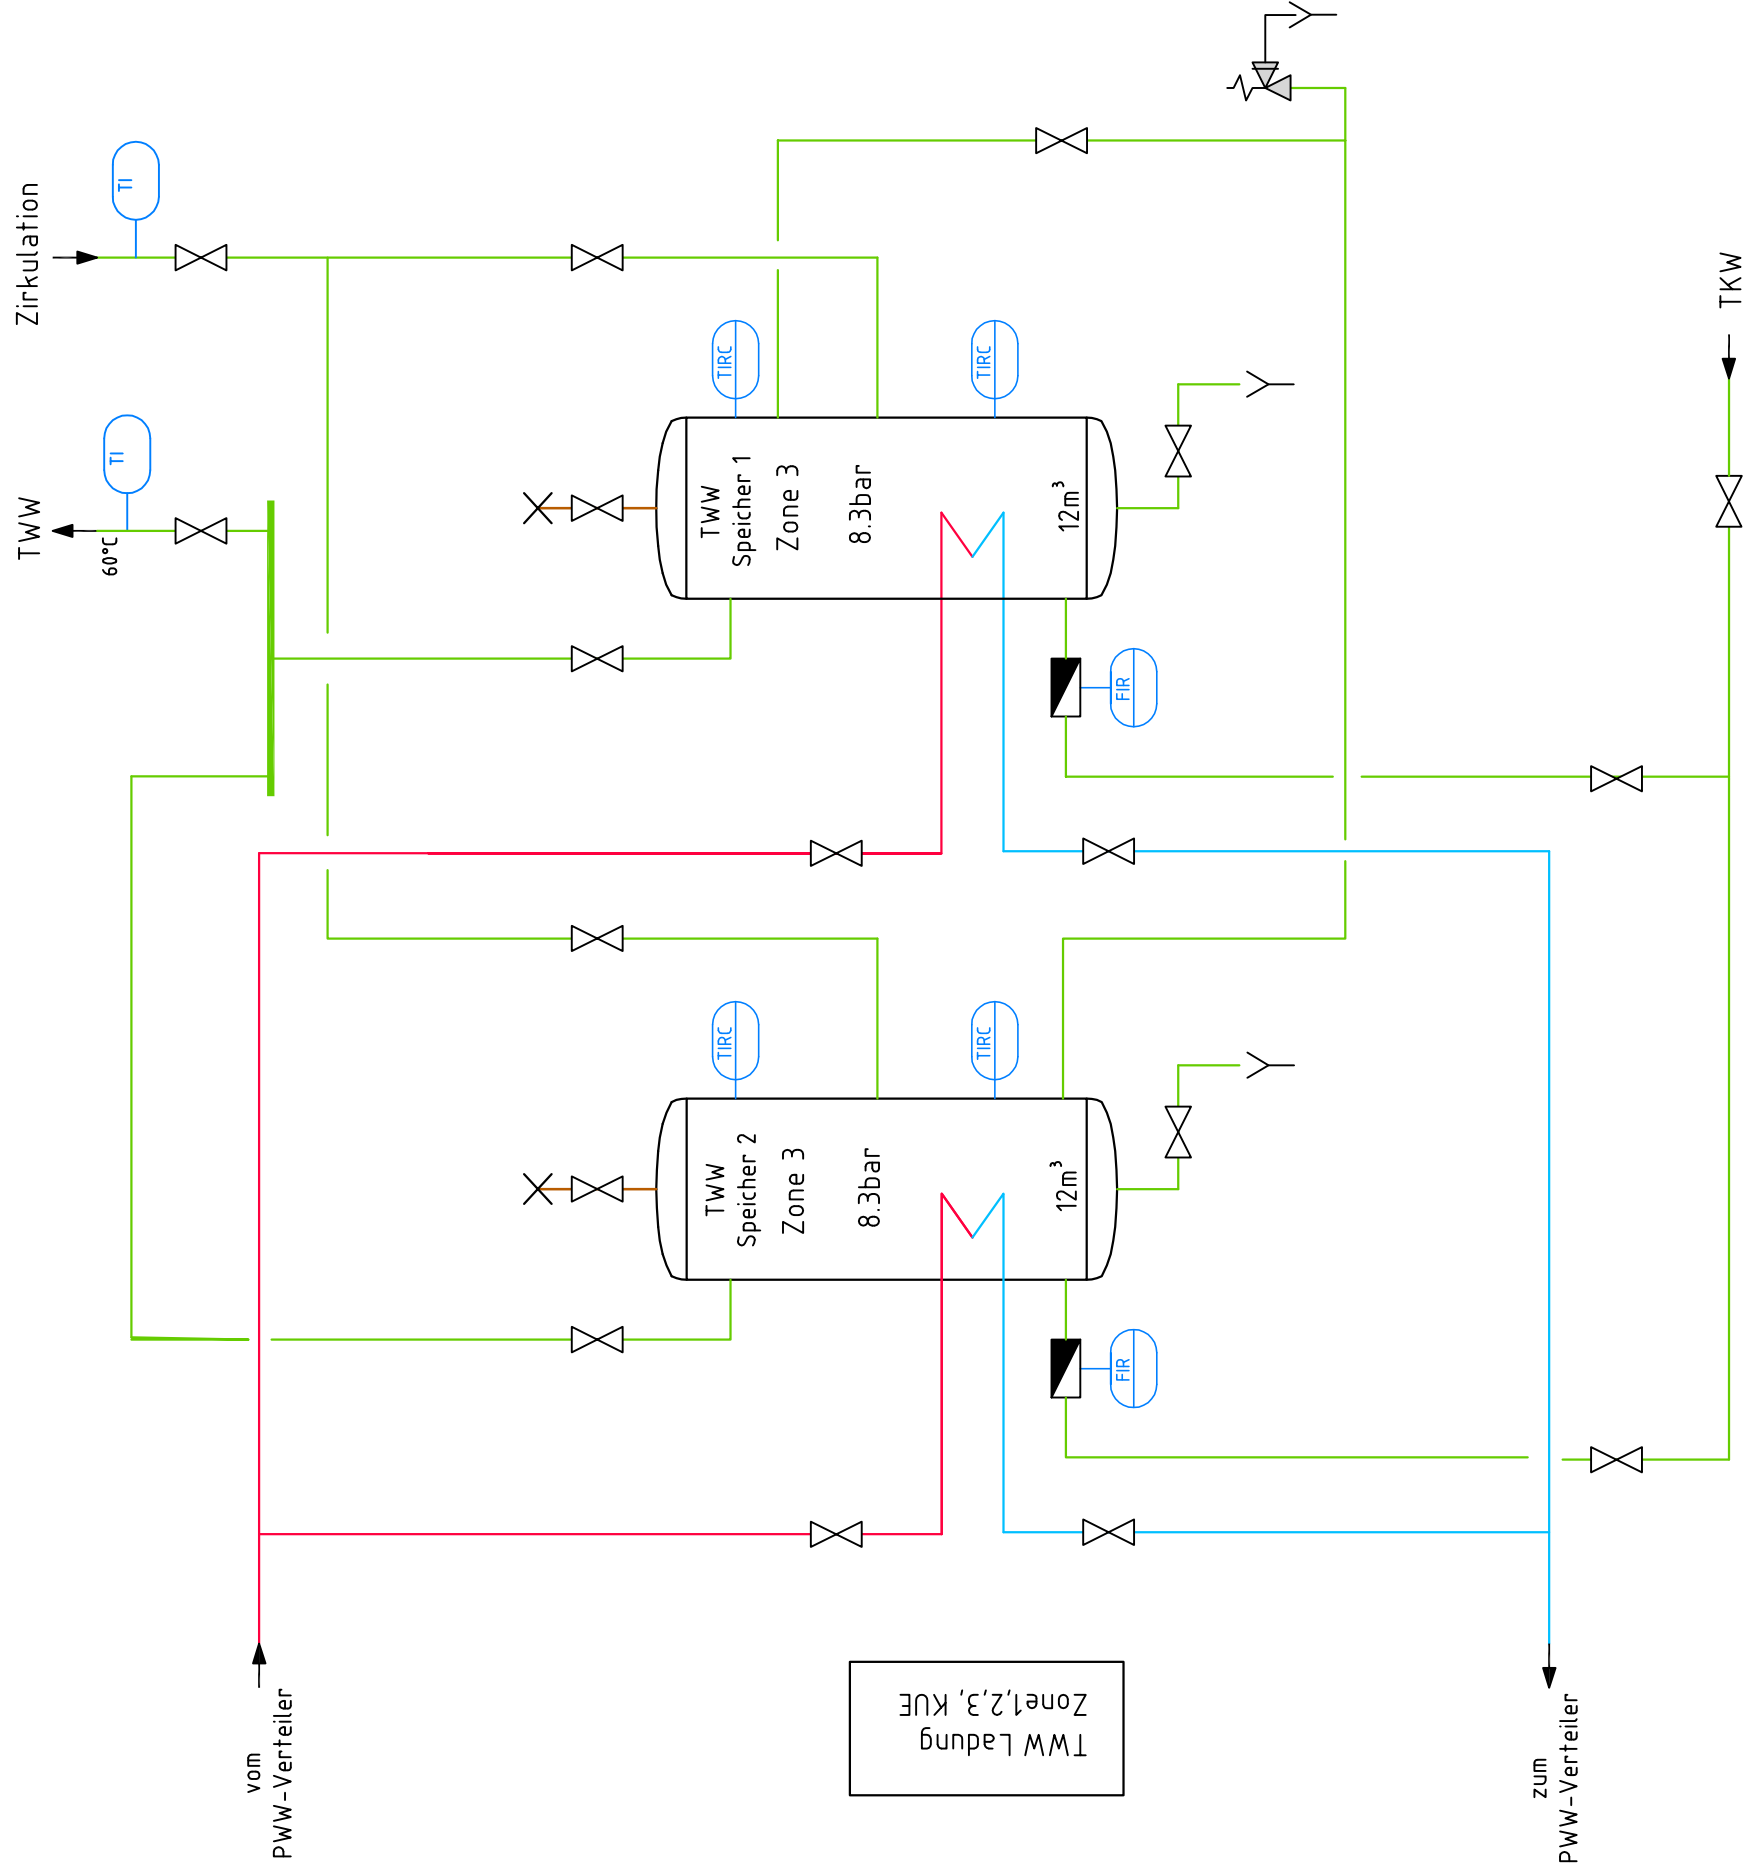 Zirkulation
TI
TWW
60°C
TI
TIRC
TIRC
TWW
Speicher 1
Zone 3
8.3bar
12m³
FIR
TKW
TIRC
TIRC
TWW
Speicher 2
Zone 3
8.3bar
12m³
FIR
vom
PWW-Verteiler
TWW Ladung
Zone1,2,3, KUE
zum
PWW-Verteiler